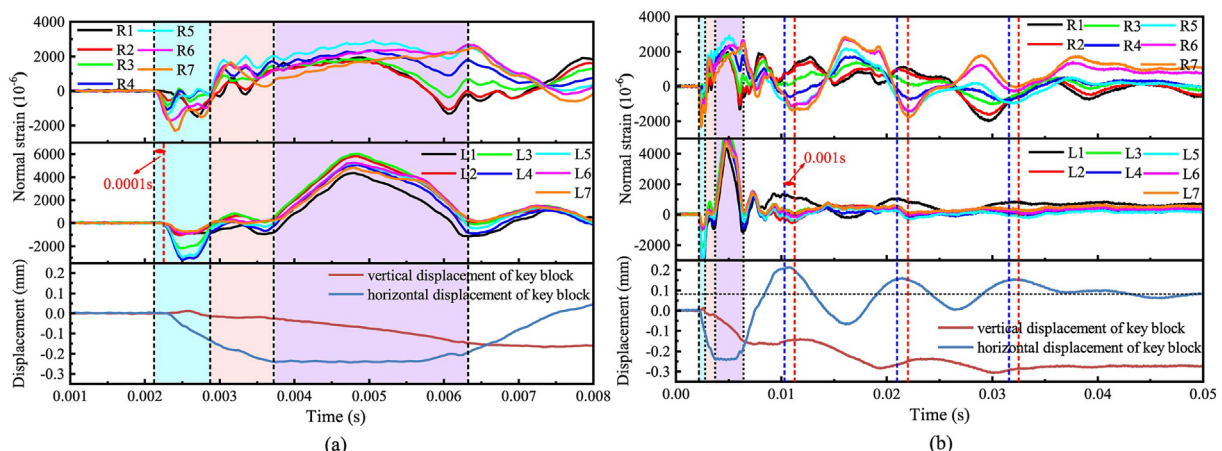 Normal strain (10⁻⁶)
6000
4000
2000
0
-2000
R1 R5
R2 R6
R3 R7
R4
6000
4000
2000
0
-2000
0.0001s
L1 L3 L5
L2 L4 L6
L7
Displacement (mm)
0.2
0.1
0.0
-0.1
-0.2
-0.3
vertical displacement of key block
horizontal displacement of key block
0.001 0.002 0.003 0.004 0.005 0.006 0.007 0.008
Time (s)
(a)
Normal strain (10⁻⁶)
4000
2000
0
-2000
R1 R3 R5
R2 R4 R6
R7
4000
2000
0
-2000
0.001s
L1 L3 L5
L2 L4 L6
L7
Displacement (mm)
0.2
0.1
0.0
-0.1
-0.2
-0.3
vertical displacement of key block
horizontal displacement of key block
0.00 0.01 0.02 0.03 0.04 0.05
Time (s)
(b)